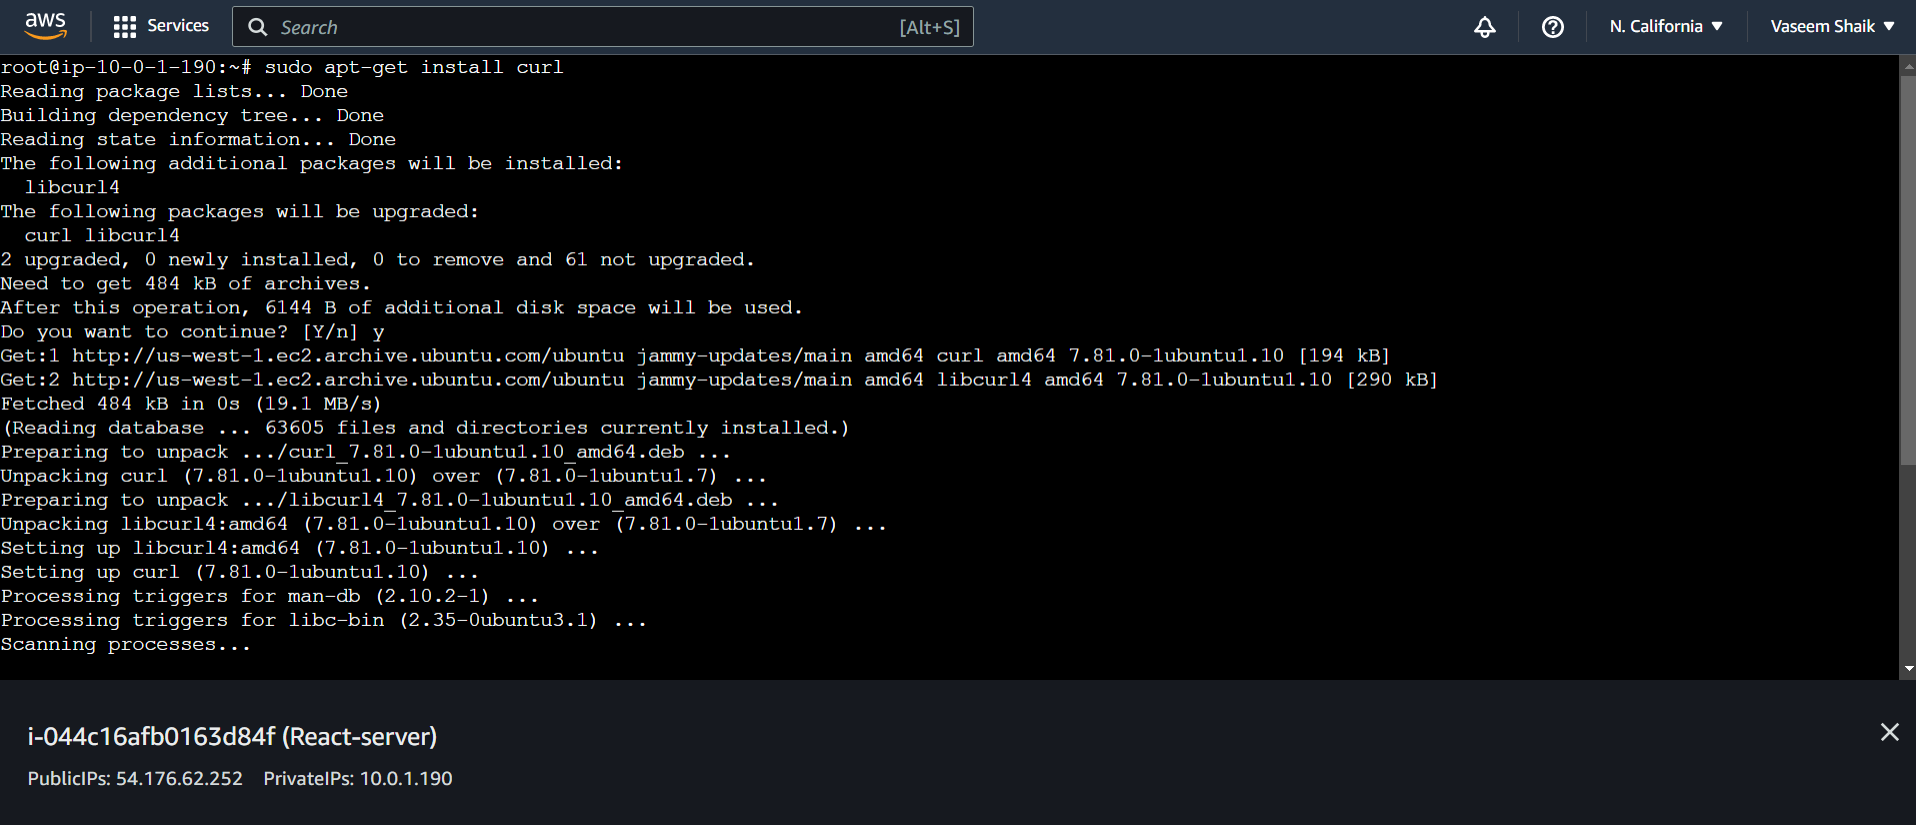 aws
Services
Search
[Alt+S]
N. California
Vaseem Shaik
root@ip-10-0-1-190:~# sudo apt-get install curl
Reading package lists... Done
Building dependency tree... Done
Reading state information... Done
The following additional packages will be installed:
  libcurl4
The following packages will be upgraded:
  curl libcurl4
2 upgraded, 0 newly installed, 0 to remove and 61 not upgraded.
Need to get 484 kB of archives.
After this operation, 6144 B of additional disk space will be used.
Do you want to continue? [Y/n] y
Get:1 http://us-west-1.ec2.archive.ubuntu.com/ubuntu jammy-updates/main amd64 curl amd64 7.81.0-1ubuntu1.10 [194 kB]
Get:2 http://us-west-1.ec2.archive.ubuntu.com/ubuntu jammy-updates/main amd64 libcurl4 amd64 7.81.0-1ubuntu1.10 [290 kB]
Fetched 484 kB in 0s (19.1 MB/s)
(Reading database ... 63605 files and directories currently installed.)
Preparing to unpack .../curl_7.81.0-1ubuntu1.10_amd64.deb ...
Unpacking curl (7.81.0-1ubuntu1.10) over (7.81.0-1ubuntu1.7) ...
Preparing to unpack .../libcurl4_7.81.0-1ubuntu1.10_amd64.deb ...
Unpacking libcurl4:amd64 (7.81.0-1ubuntu1.10) over (7.81.0-1ubuntu1.7) ...
Setting up libcurl4:amd64 (7.81.0-1ubuntu1.10) ...
Setting up curl (7.81.0-1ubuntu1.10) ...
Processing triggers for man-db (2.10.2-1) ...
Processing triggers for libc-bin (2.35-0ubuntu3.1) ...
Scanning processes...
i-044c16afb0163d84f (React-server)
PublicIPs: 54.176.62.252 PrivateIPs: 10.0.1.190